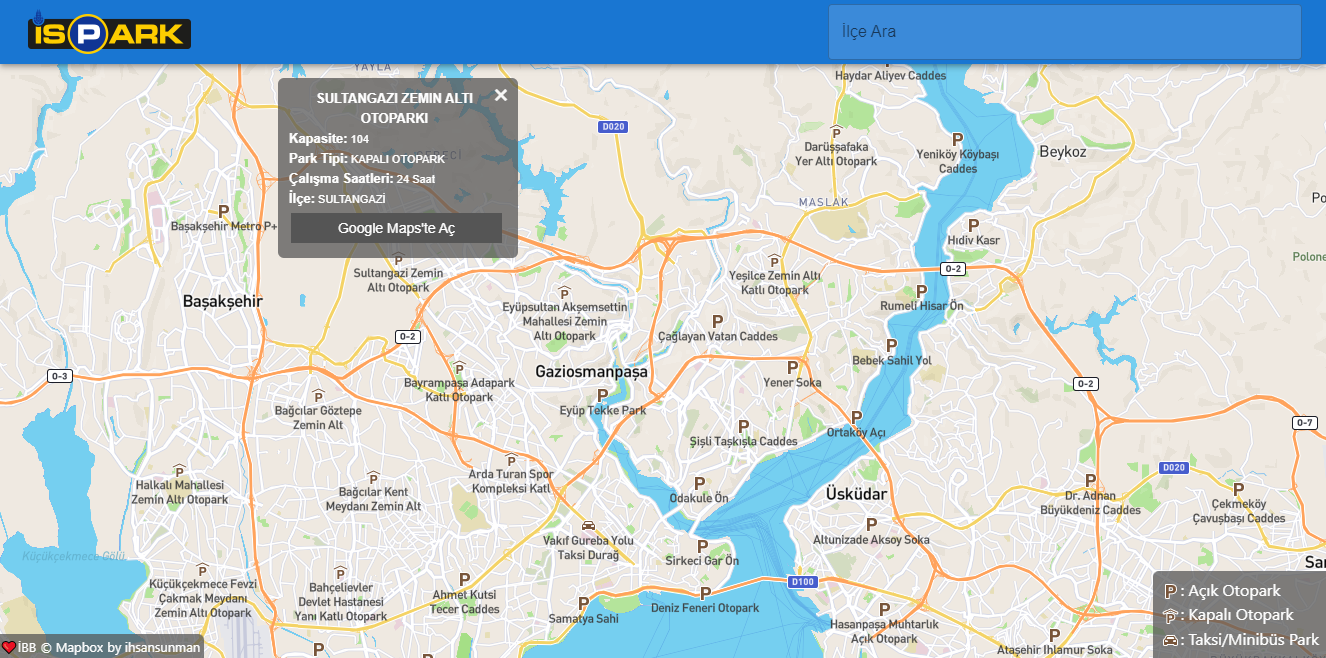 İSPARK
İlçe Ara
YAYLA
SULTANGAZI ZEMIN ALTI
OTOPARKI
Kapasite: 104
Park Tipi: KAPALI OTOPARK
Çalışma Saatleri: 24 Saat
İlçe: SULTANGAZİ
Google Maps'te Aç
×
D020
Haydar Aliyev Caddes
Darüşşafaka
Yer Altı Otopark
Yeniköy Köybaşı
Caddes
Beykoz
MASLAK
Po
Başakşehir Metro P+
Hıdiv Kasr
Polone
Sultangazi Zemin
Altı Otopark
Yeşilce Zemin Altı
Katlı Otopark
O-2
Başakşehir
Eyüpsultan Akşemsettin
Mahallesi Zemin
Altı Otopark
Rumeli Hisar Ön
O-2
Çağlayan Vatan Caddes
Bebek Sahil Yol
O-3
Gaziosmanpaşa
Bayrampaşa Adapark
Katlı Otopark
Yener Soka
O-2
Bağcılar Göztepe
Zemin Alt
Eyüp Tekke Park
O-7
Şişli Taşkışla Caddes
Ortaköy Açı
D020
Halkalı Mahallesi
Zemin Altı Otopark
Bağcılar Kent
Meydanı Zemin Alt
Arda Turan Spor
Kompleksi Katl
Odakule Ön
Üsküdar
Dr. Adnan
Büyükdeniz Caddes
Çekmeköy
Çavuşbaşı Caddes
Vakıf Gureba Yolu
Taksi Durağ
Altunizade Aksoy Soka
Küçükçekmece Gölü
Sirkeci Gar Ön
Sar
Küçükçekmece Fevzi
Çakmak Meydanı
Zemin Altı Otopark
Bahçelievler
Devlet Hastanesi
Yanı Katlı Otopark
Ahmet Kutsi
Tecer Caddes
D100
Samatya Sahi
Deniz Feneri Otopark
Hasanpaşa Muhtarlık
Açık Otopark
Ataşehir Ihlamur Soka
P : Açık Otopark
P : Kapalı Otopark
: Taksi/Minibüs Park
İBB © Mapbox by ihsansunman